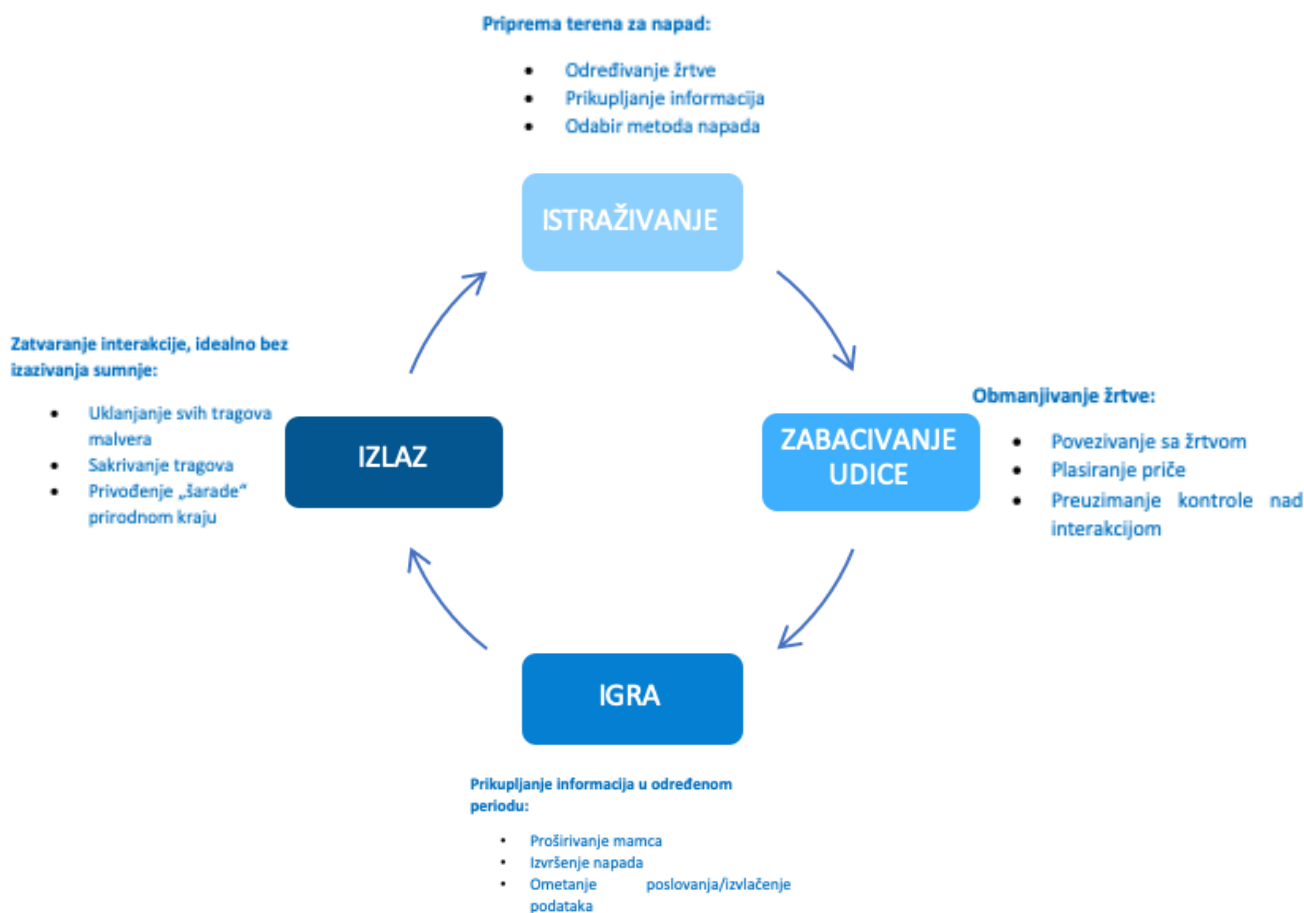 Priprema terena za napad:
• Određivanje žrtve
• Prikupljanje informacija
• Odabir metoda napada
ISTRAŽIVANJE
Obmanjivanje žrtve:
• Povezivanje sa žrtvom
• Plasiranje priče
• Preuzimanje kontrole nad
interakcijom
ZABACIVANJE
UDICE
IGRA
Prikupljanje informacija u određenom
periodu:
• Proširivanje mamca
• Izvršenje napada
• Ometanje poslovanja/izvlačenje
podataka
Zatvaranje interakcije, idealno bez
izazivanja sumnje:
• Uklanjanje svih tragova
malvera
• Sakrivanje tragova
• Privođenje „šarade“
prirodnom kraju
IZLAZ